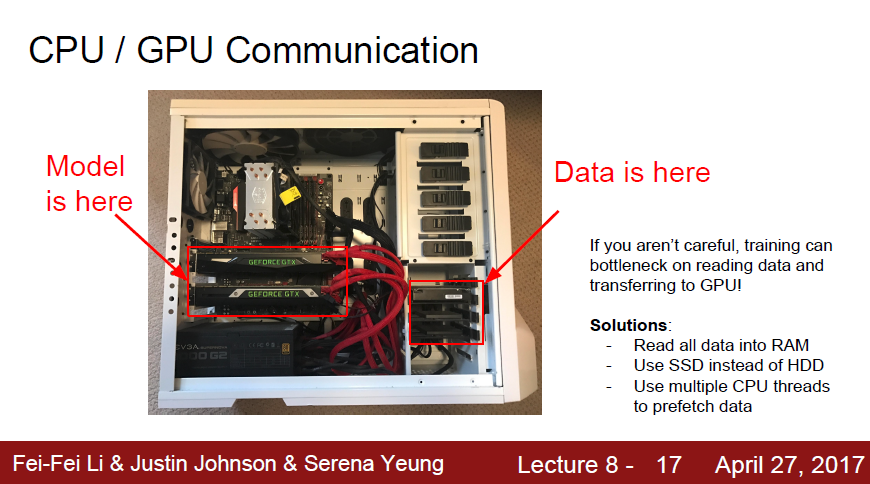 CPU / GPU Communication
Model
is here
Data is here
GEFORCE GTX
GEFORCE GTX
EVGA
If you aren't careful, training can
bottleneck on reading data and
transferring to GPU!
Solutions:
- Read all data into RAM
- Use SSD instead of HDD
- Use multiple CPU threads
to prefetch data
Fei-Fei Li & Justin Johnson & Serena Yeung
Lecture 8 - 17
April 27, 2017